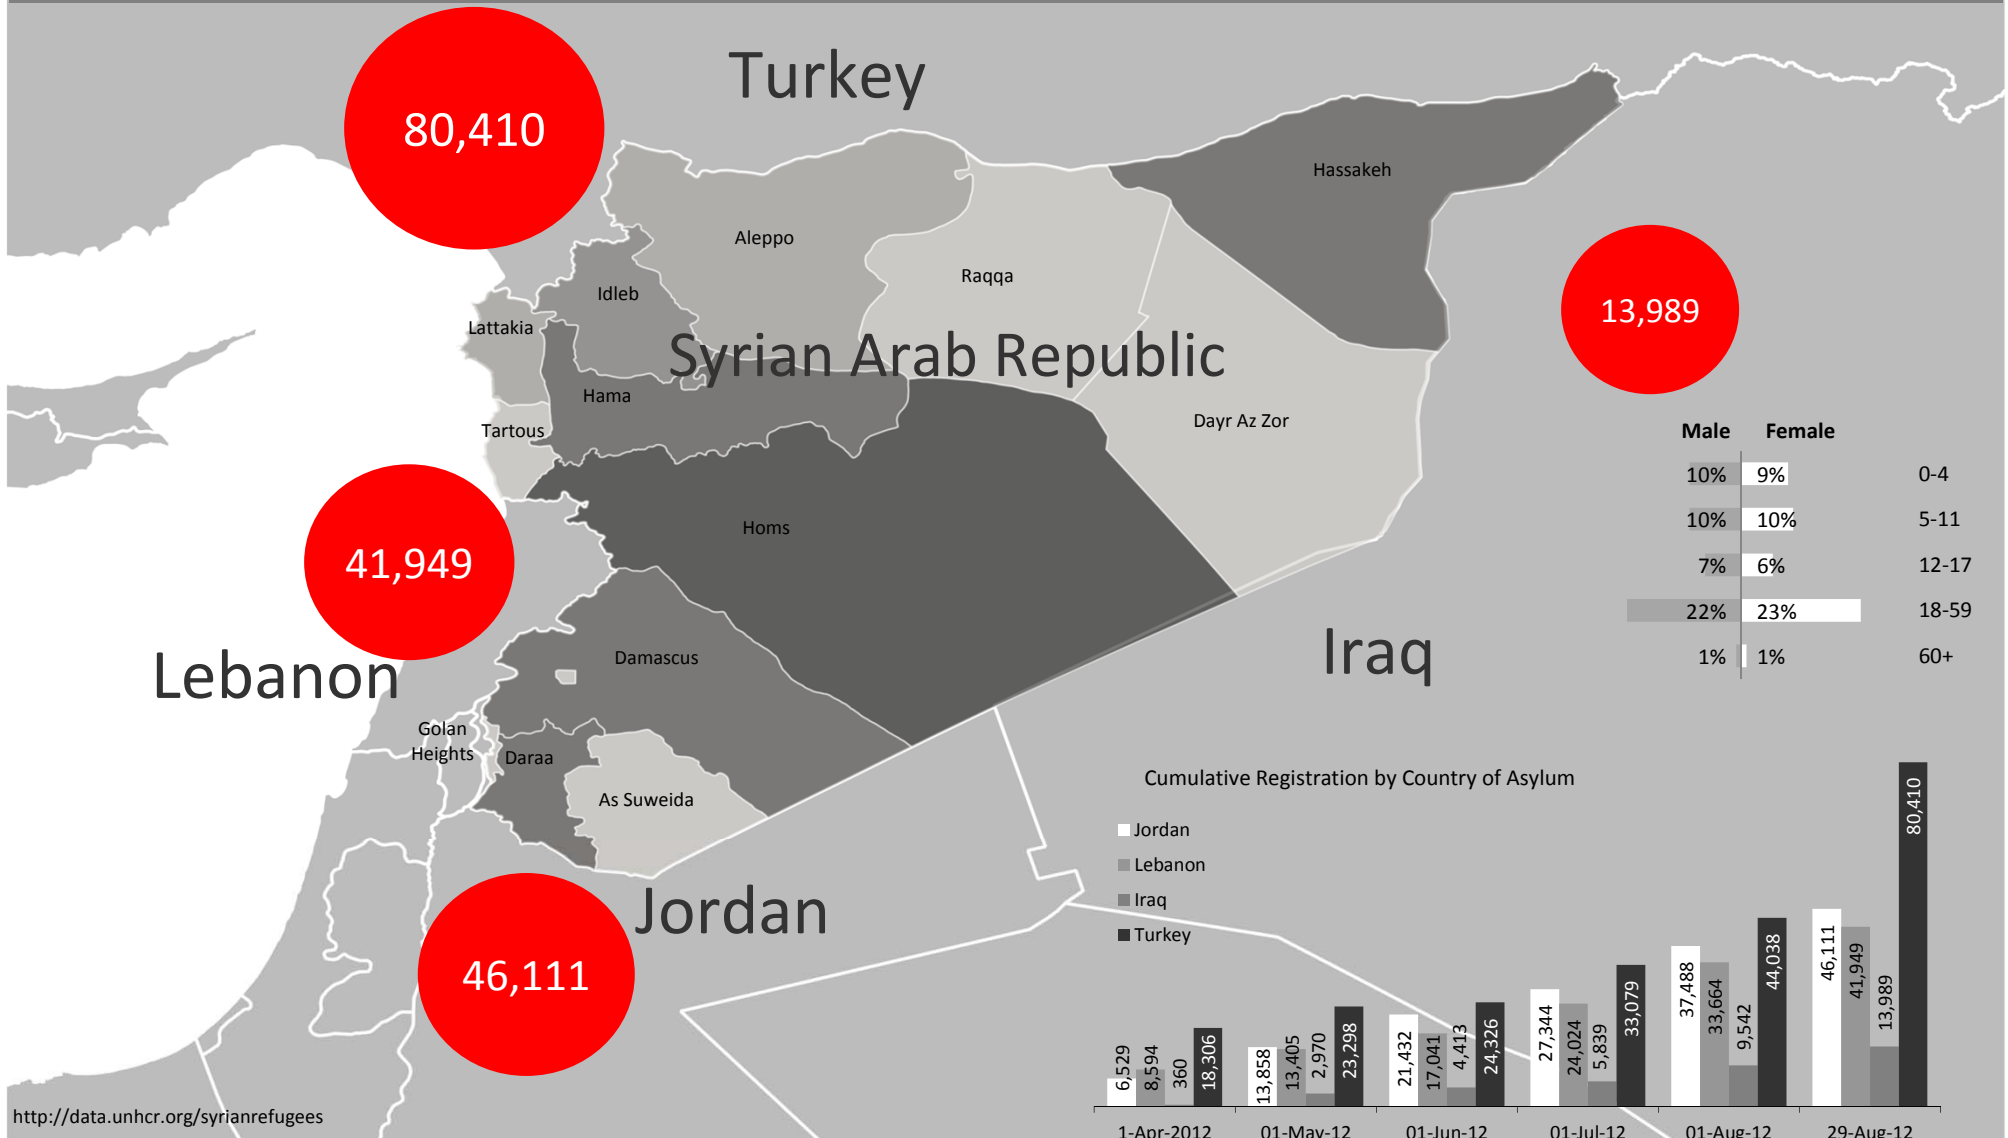 Turkey
80,410
Hassakeh
Aleppo
Raqqa
Idleb
13,989
Lattakia
Syrian Arab Republic
Hama
Dayr Az Zor
Tartous
Male Female
10% 9% 0-4
10% 10% 5-11
7% 6% 12-17
22% 23% 18-59
1% 1% 60+
Homs
41,949
Iraq
Damascus
Lebanon
Golan
Heights
Daraa
As Suweida
Jordan
46,111
Cumulative Registration by Country of Asylum
Jordan
Lebanon
Iraq
Turkey
6,529
8,594
360
18,306
13,858
13,405
2,970
23,298
21,432
17,041
4,413
24,326
27,344
24,024
5,839
33,079
37,488
33,664
9,542
44,038
46,111
41,949
13,989
80,410
1-Apr-2012 01-May-12 01-Jun-12 01-Jul-12 01-Aug-12 29-Aug-12
http://data.unhcr.org/syrianrefugees